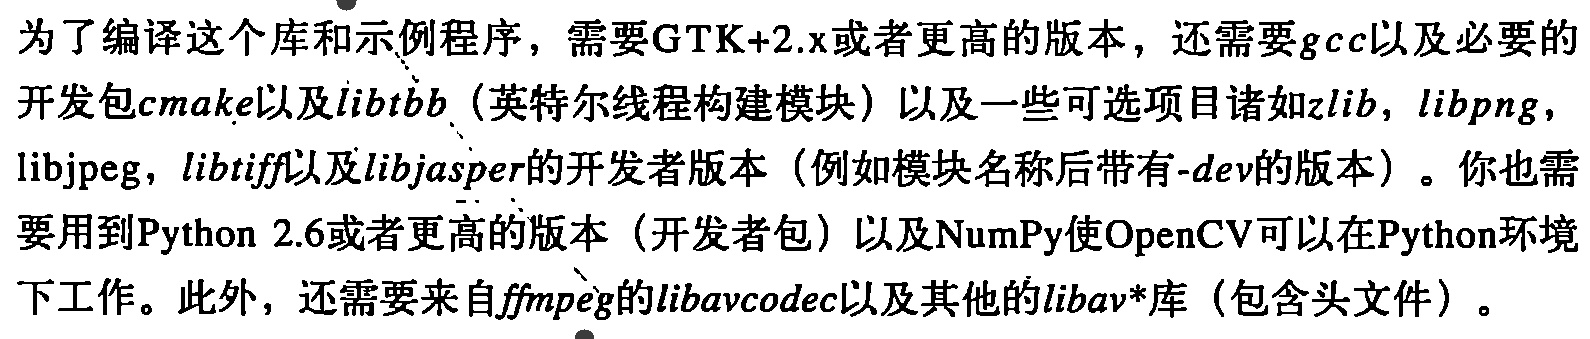 为了编译这个库和示例程序，需要GTK+2.x或者更高的版本，还需要gcc以及必要的
开发包cmake以及libtbb（英特尔线程构建模块）以及一些可选项目诸如zlib，libpng，
libjpeg，libtiff以及libjasper的开发者版本（例如模块名称后带有-dev的版本）。你也需
要用到Python 2.6或者更高的版本（开发者包）以及NumPy使OpenCV可以在Python环境
下工作。此外，还需要来自ffmpeg的libavcodec以及其他的libav*库（包含头文件）。